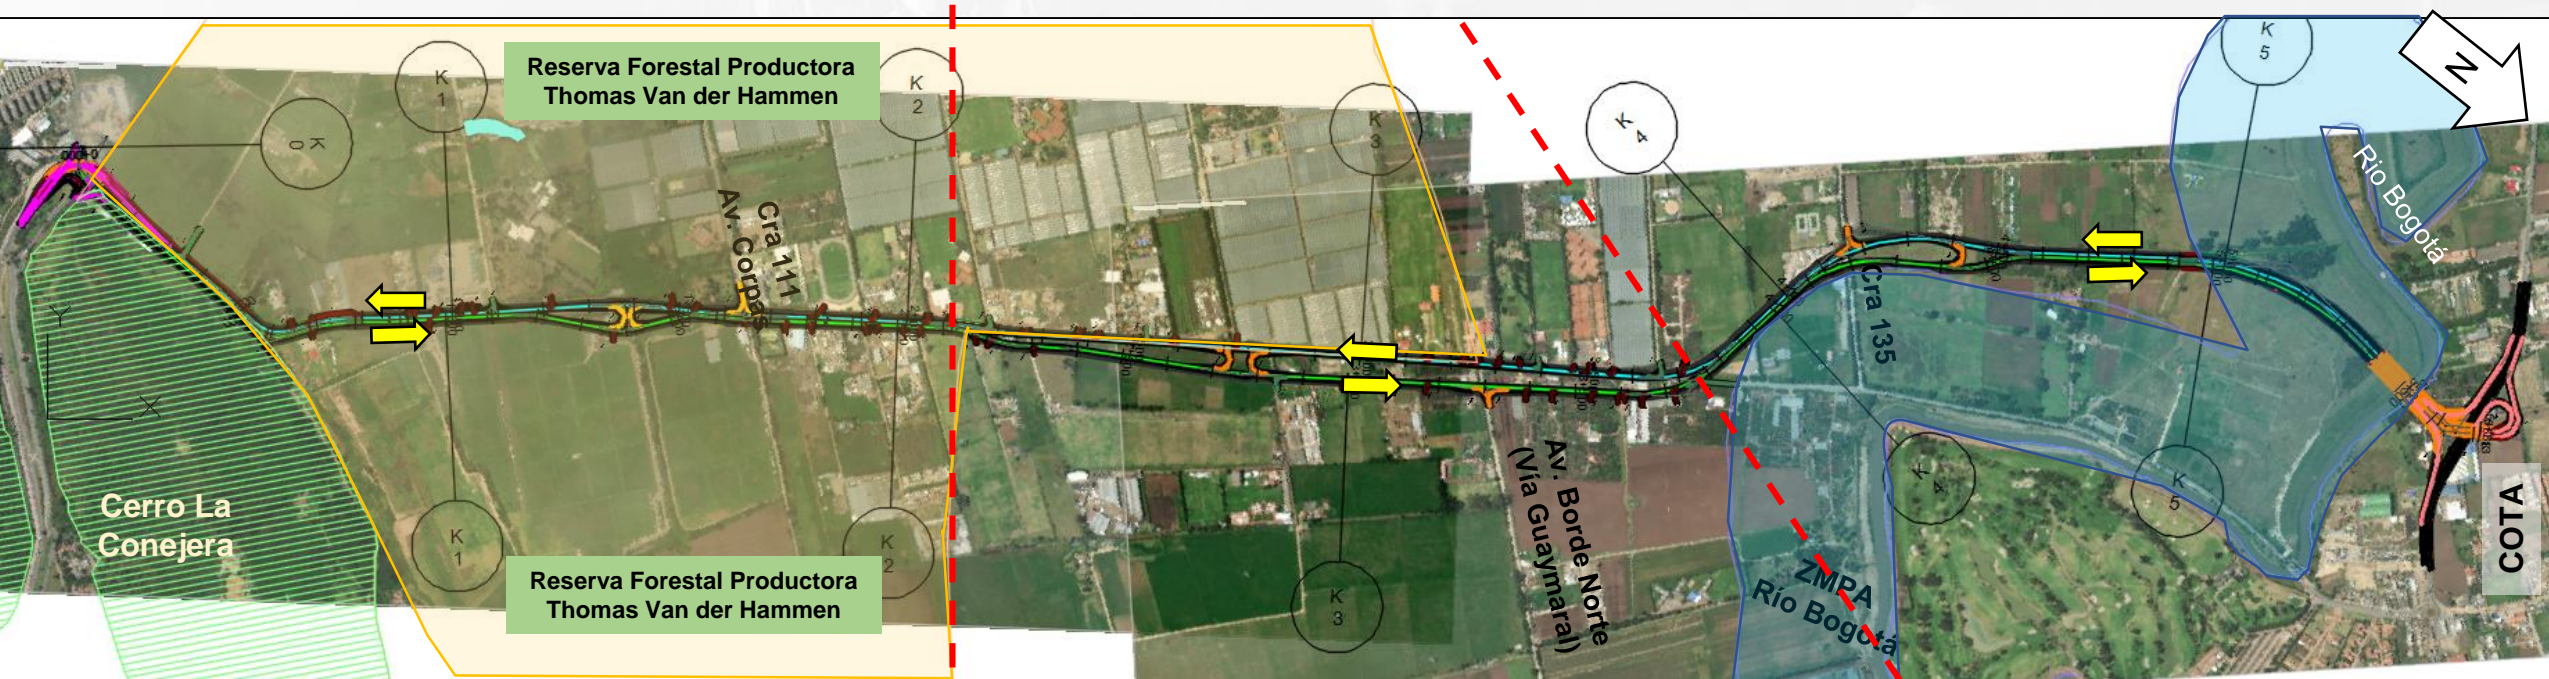 Reserva Forestal Productora
Thomas Van der Hammen
K
0
K
1
K
2
K
3
K
4
K
5
N
Río Bogotá
Cra 111
Av. Corpas
Cra 135
Cerro La
Conejera
Y
X
K
1
K
2
Reserva Forestal Productora
Thomas Van der Hammen
K
3
Av. Borde Norte
(Vía Guaymaral)
ZMPA
Río Bogotá
K
4
K
5
COTA